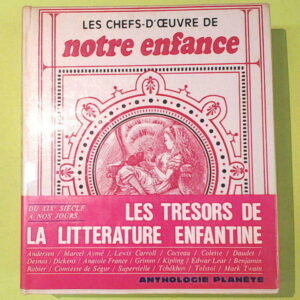 LES CHEFS-D'ŒUVRE DE
notre enfance
DU XIXe SIÈCLE
A NOS JOURS
LES TRESORS DE
LA LITTERATURE ENFANTINE
Andersen / Marcel Aymé / Lewis Carroll / Cocteau / Colette / Daudet /
Desnos / Dickens / Anatole France / Grimm / Kipling / Edward Lear / Benjamin
Rabier / Comtesse de Ségur / Supervielle / Tchékhov / Tolstoï / Mark Twain
ANTHOLOGIE PLANÈTE